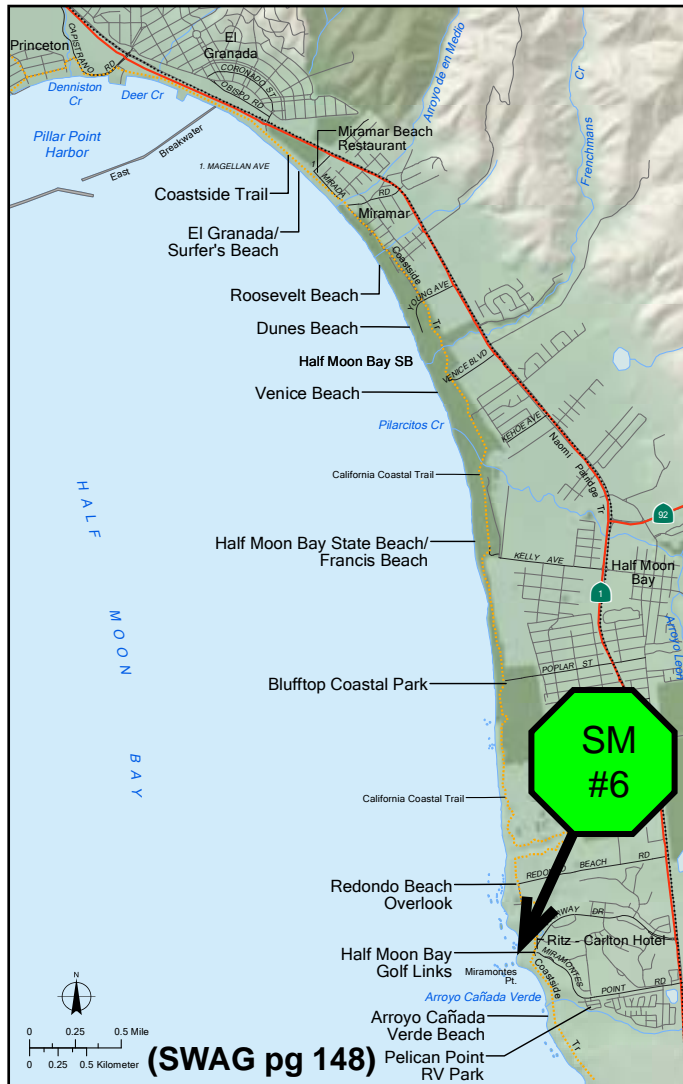 Princeton
CAPISTRANO
RD
El
Granada
CORONADO ST
OBISPO RD
Denniston
Cr
Deer Cr
Arroyo de en Medio
Frenchmans
Cr
Pillar Point
Harbor
East
Breakwater
Miramar Beach
Restaurant
1. MAGELLAN AVE
1
MIRADA
RD
Coastside Trail
Miramar
El Granada/
Surfer's Beach
Coastside
Tr
Roosevelt Beach
YOUNG AVE
Dunes Beach
Half Moon Bay SB
VENICE BLVD
Venice Beach
Pilarcitos Cr
KEHOE AVE
Naomi
Patridge
Tr
California Coastal Trail
92
HALF
MOON
BAY
Half Moon Bay State Beach/
Francis Beach
KELLY AVE
Half Moon
Bay
1
Arroyo Leon
POPLAR ST
Blufftop Coastal Park
SM
#6
California Coastal Trail
REDONDO BEACH RD
Redondo Beach
Overlook
WAY DR
Ritz - Carlton Hotel
Half Moon Bay
Golf Links
Miramontes
Pt.
MIRAMONTES
POINT RD
Coastside
Tr
Arroyo Cañada Verde
Arroyo Cañada
Verde Beach
Pelican Point
RV Park
N
0 0.25 0.5 Mile
0 0.25 0.5 Kilometer
(SWAG pg 148)